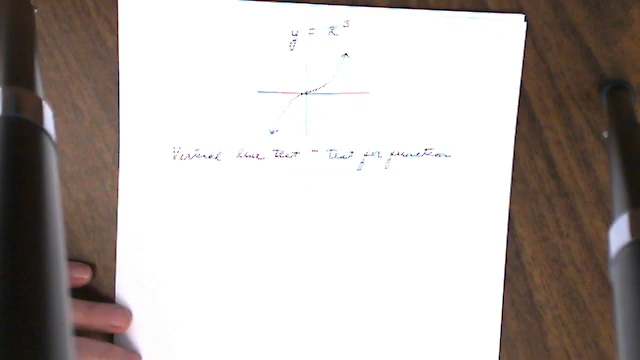 y = x³
Vertical line test - test for function